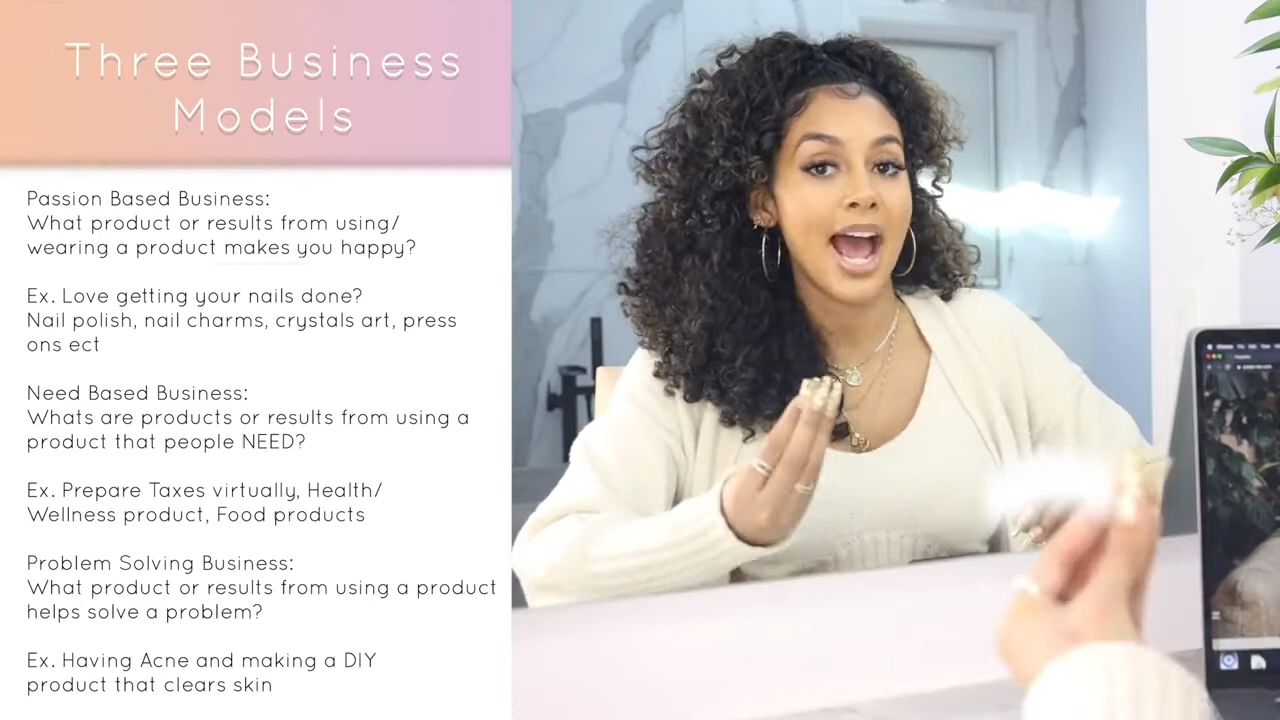 Three Business
Models
Passion Based Business:
What product or results from using/
wearing a product makes you happy?
Ex. Love getting your nails done?
Nail polish, nail charms, crystals art, press
ons ect
Need Based Business:
Whats are products or results from using a
product that people NEED?
Ex. Prepare Taxes virtually, Health/
Wellness product, Food products
Problem Solving Business:
What product or results from using a product
helps solve a problem?
Ex. Having Acne and making a DIY
product that clears skin